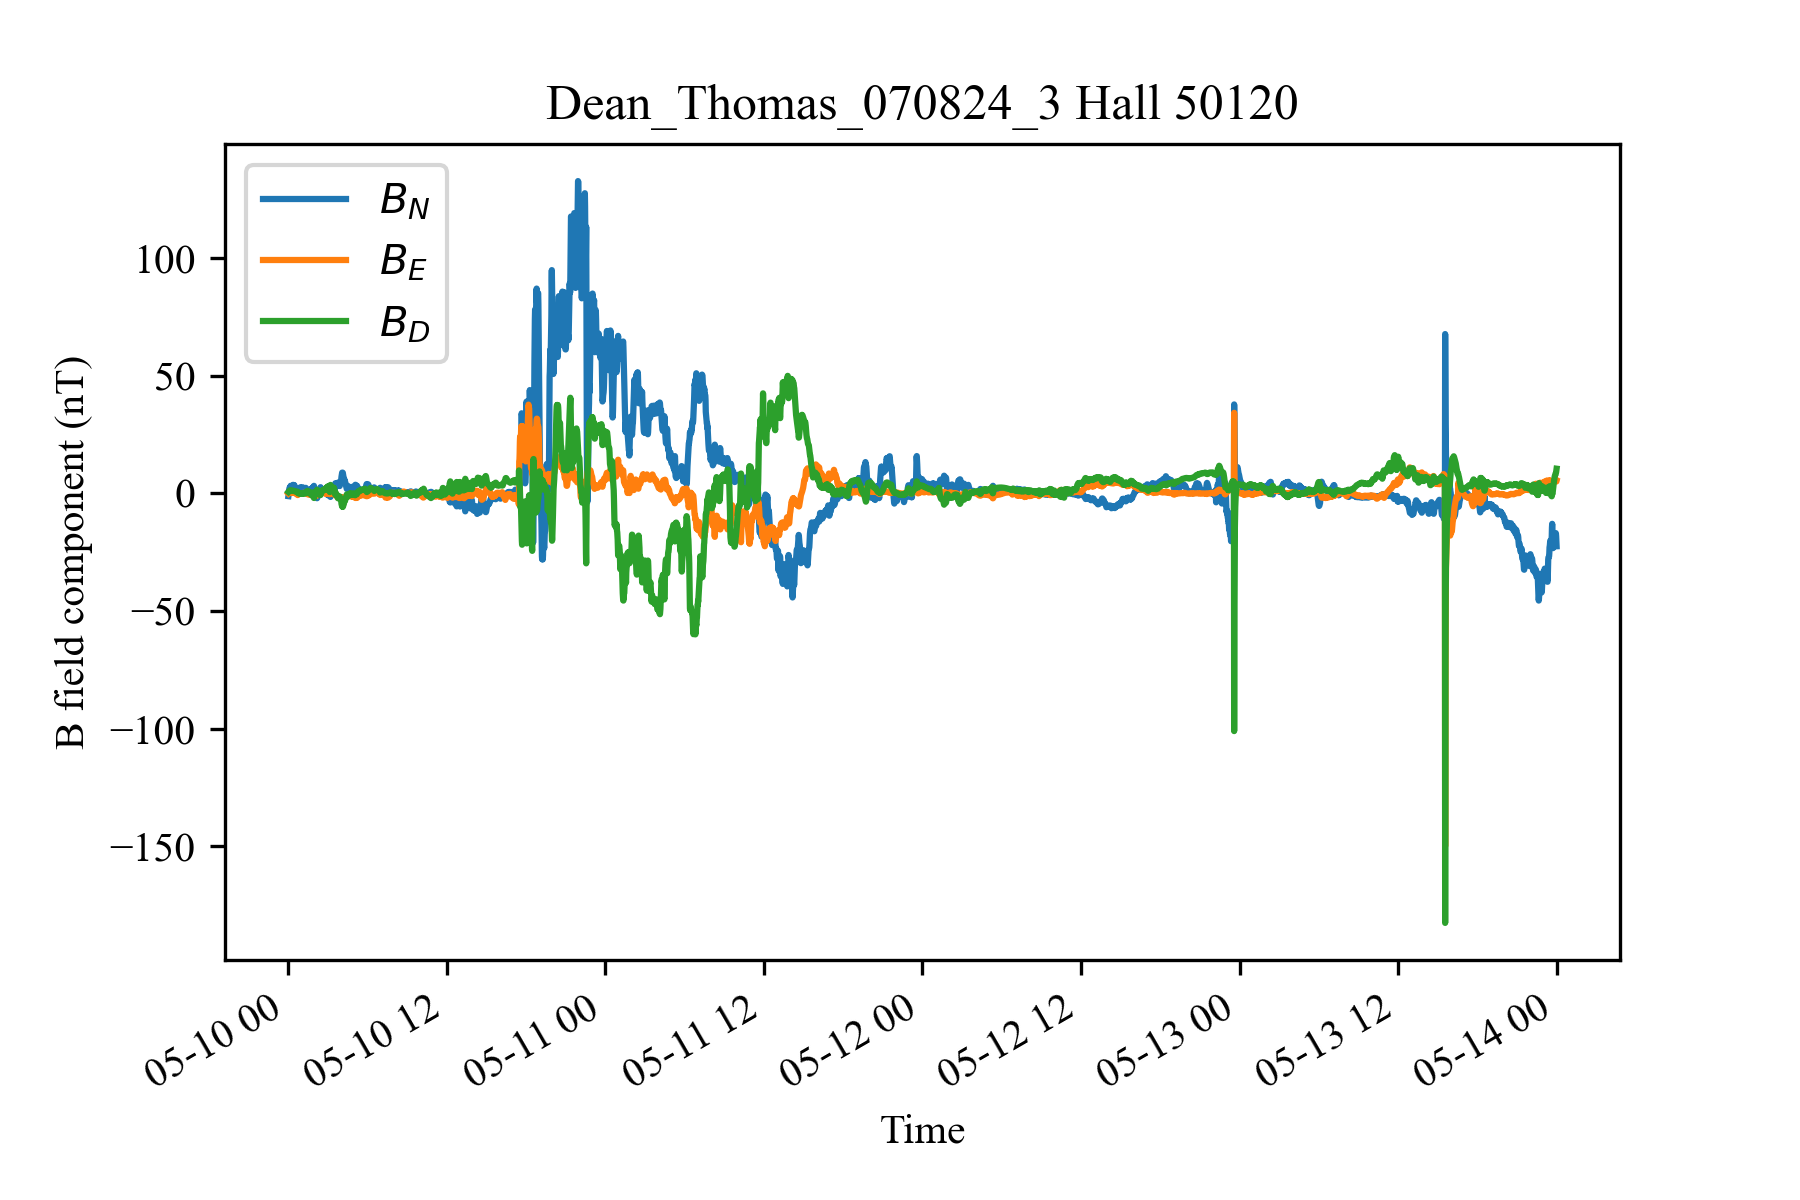 Dean_Thomas_070824_3 Hall 50120
B_N
B_E
B_D
B field component (nT)
100
50
0
−50
−100
−150
05-10 00
05-10 12
05-11 00
05-11 12
05-12 00
05-12 12
05-13 00
05-13 12
05-14 00
Time